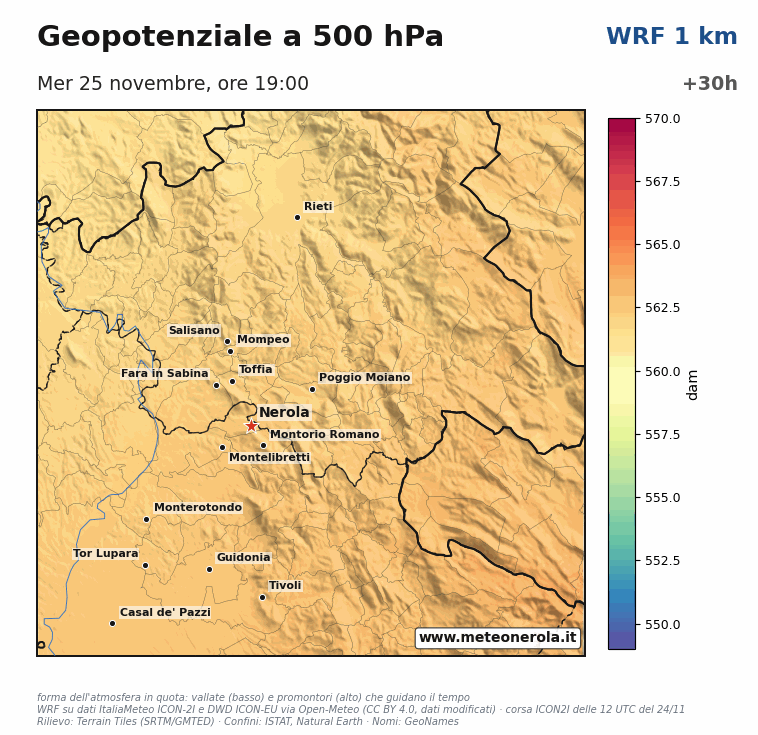 Geopotenziale a 500 hPa
WRF 1 km
Mer 25 novembre, ore 19:00
+30h
570.0
567.5
565.0
562.5
560.0
557.5
555.0
552.5
550.0
dam
Rieti
Salisano
Mompeo
Toffia
Fara in Sabina
Poggio Moiano
Nerola
Montorio Romano
Montelibretti
Monterotondo
Tor Lupara
Guidonia
Tivoli
Casal de' Pazzi
www.meteonerola.it
forma dell'atmosfera in quota: vallate (basso) e promontori (alto) che guidano il tempo
WRF su dati ItaliaMeteo ICON-2I e DWD ICON-EU via Open-Meteo (CC BY 4.0, dati modificati) · corsa ICON2I delle 12 UTC del 24/11
Rilievo: Terrain Tiles (SRTM/GMTED) · Confini: ISTAT, Natural Earth · Nomi: GeoNames